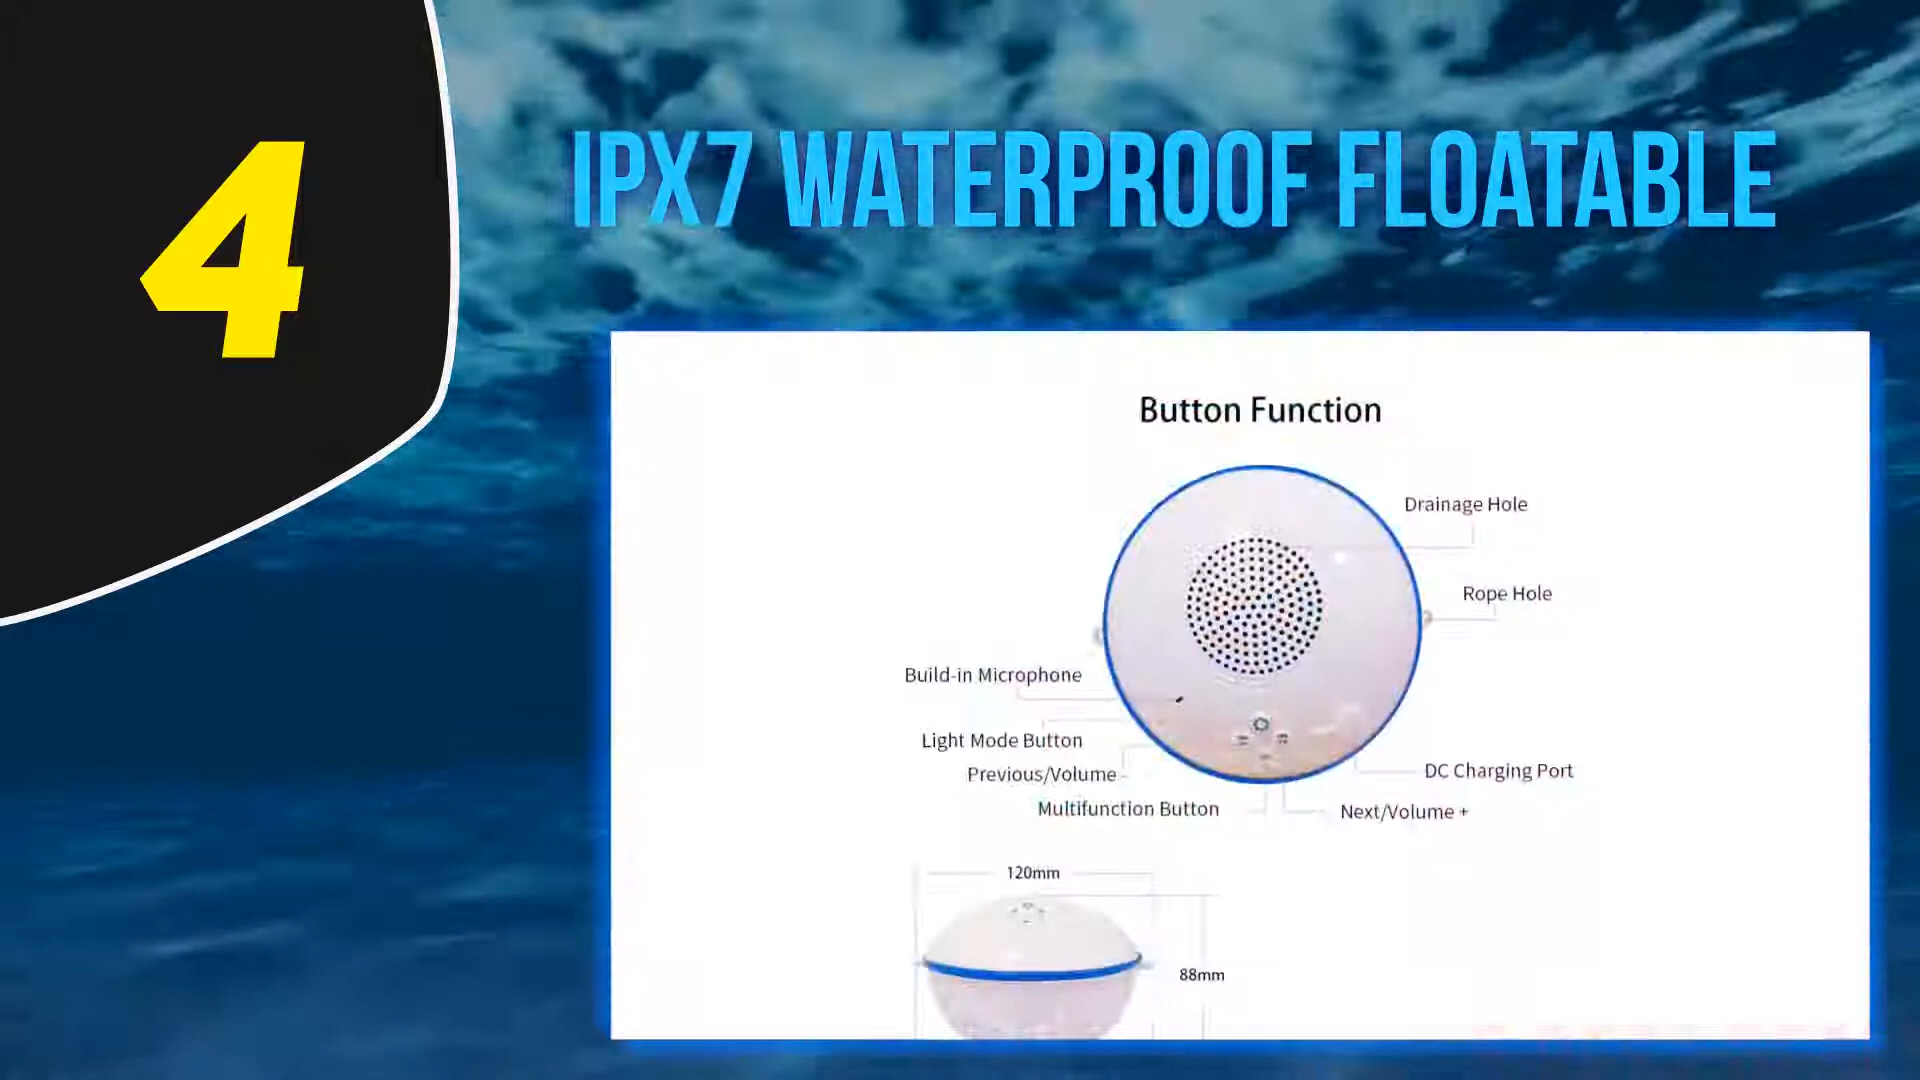 4
IPX7 WATERPROOF FLOATABLE
Button Function
Drainage Hole
Rope Hole
Build-in Microphone
Light Mode Button
Previous/Volume -
DC Charging Port
Multifunction Button
Next/Volume +
120mm
88mm